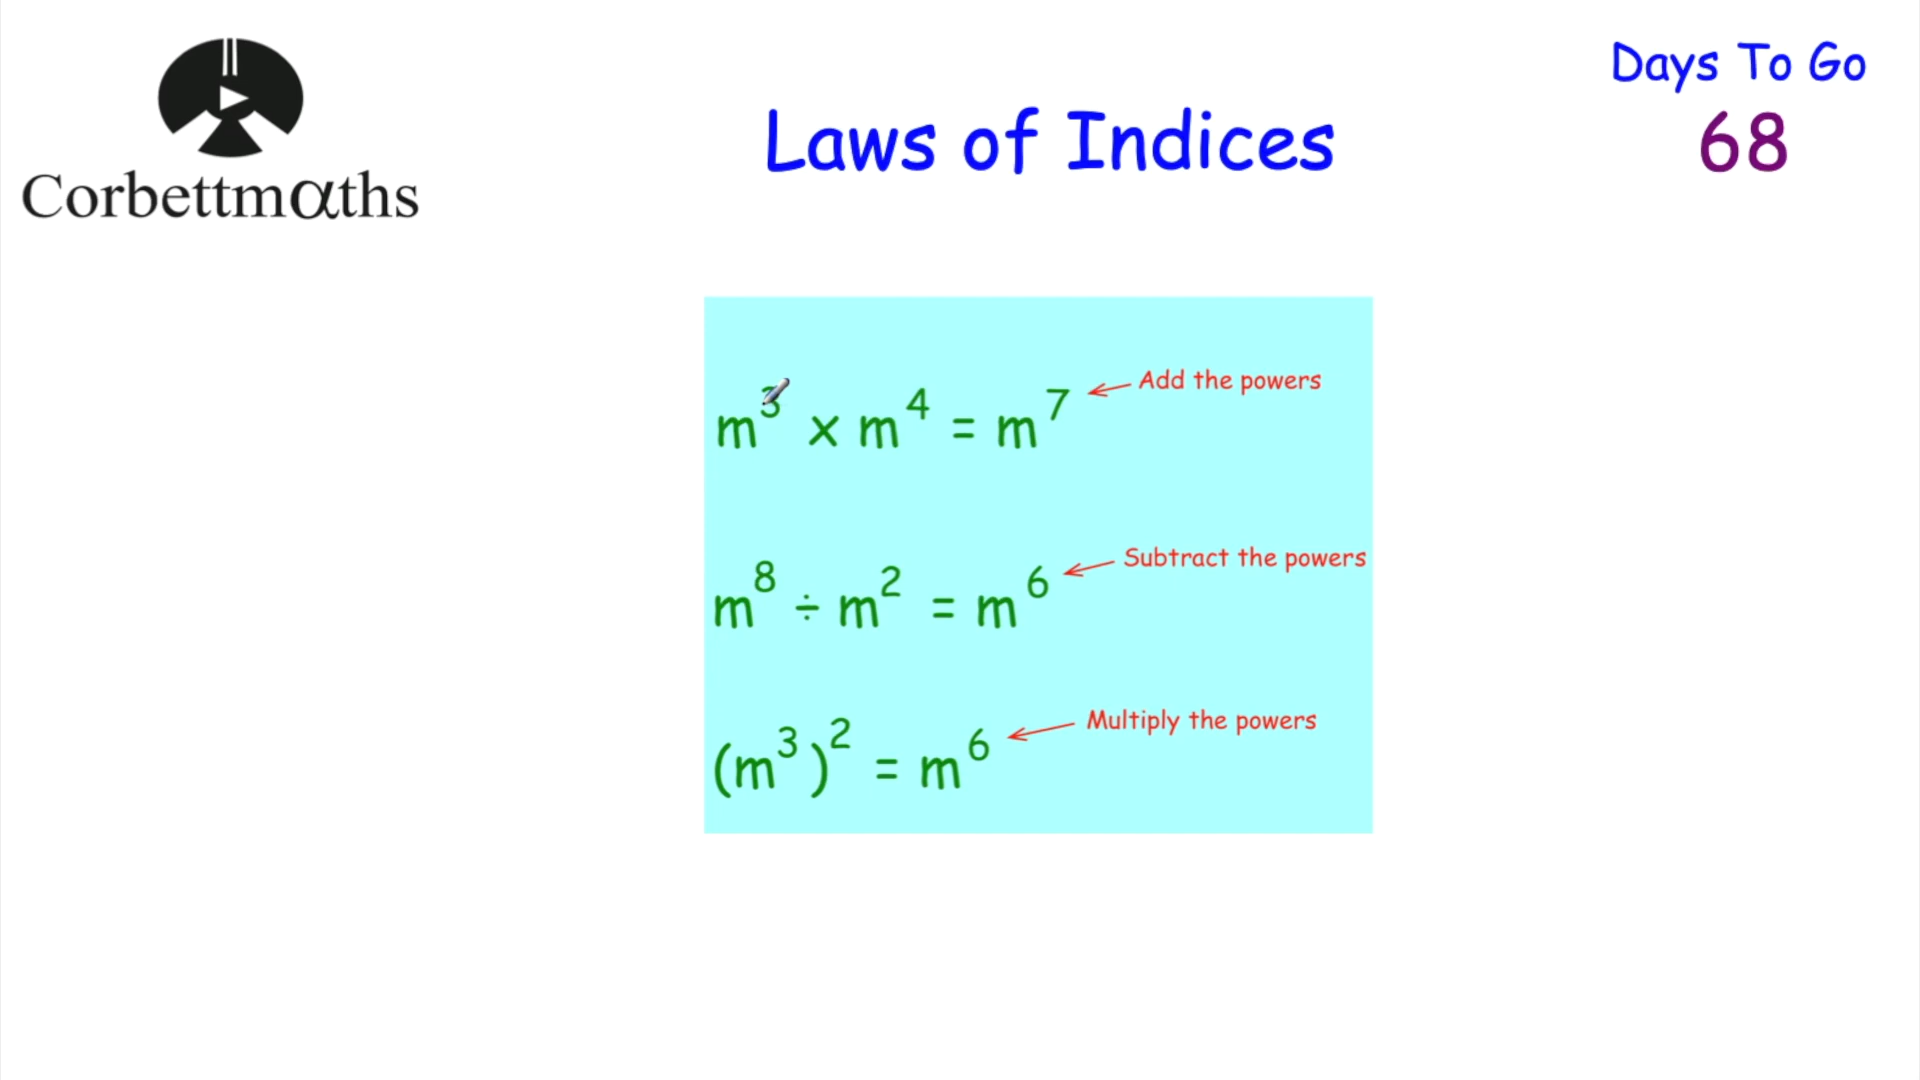 Corbettmαths
Laws of Indices
Days To Go
68
m³ x m⁴ = m⁷
Add the powers
m⁸ ÷ m² = m⁶
Subtract the powers
(m³)² = m⁶
Multiply the powers